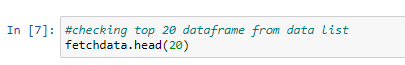 In [7]: #checking top 20 dataframe from data list
fetchdata.head(20)